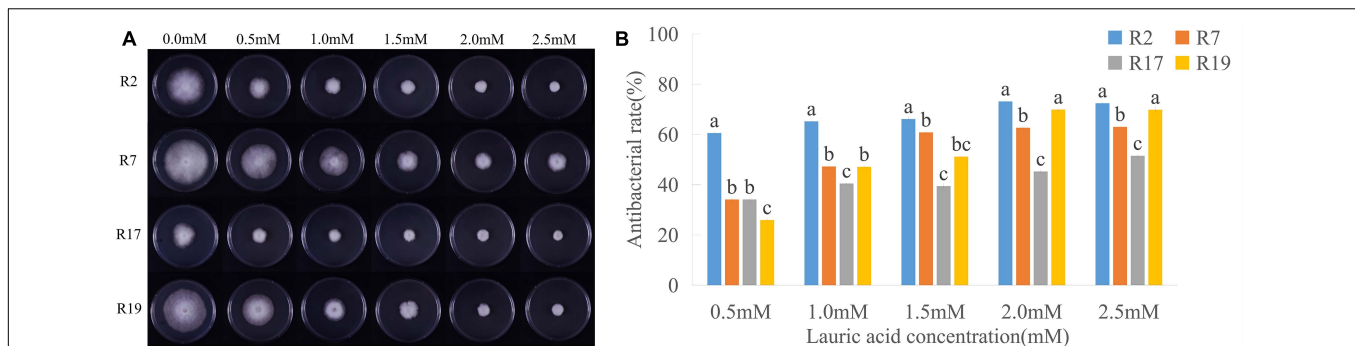 A
0.0mM 0.5mM 1.0mM 1.5mM 2.0mM 2.5mM
R2
R7
R17
R19
B
R2 R7
R17 R19
Antibacterial rate(%)
100
80
60
40
20
0
a b b c
a b c b
a b c bc
a b c a
a b c a
0.5mM 1.0mM 1.5mM 2.0mM 2.5mM
Lauric acid concentration(mM)